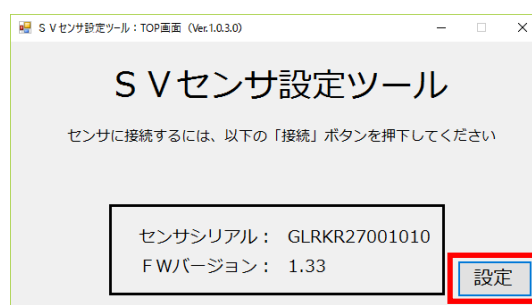 ＳＶセンサ設定ツール：TOP画面（Ver.1.0.3.0）
ＳＶセンサ設定ツール
センサに接続するには、以下の「接続」ボタンを押下してください
センサシリアル： GLRKR27001010
ＦＷバージョン： 1.33
設定